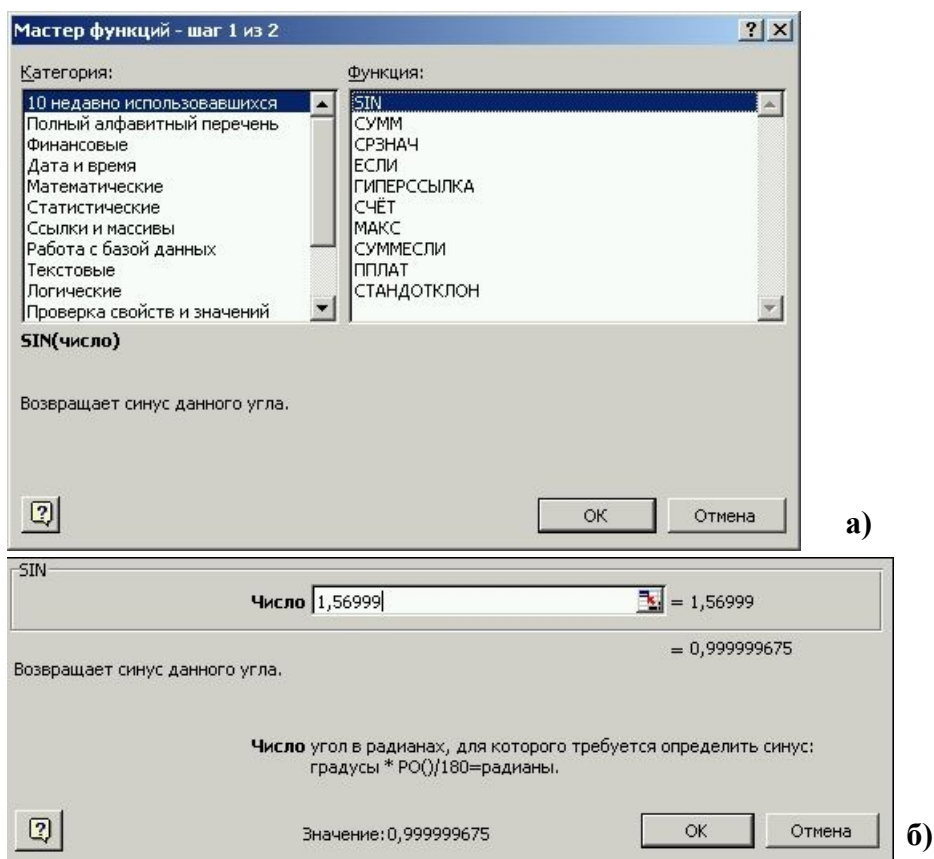 Мастер функций - шаг 1 из 2
Категория:
Функция:
10 недавно использовавшихся
Полный алфавитный перечень
Финансовые
Дата и время
Математические
Статистические
Ссылки и массивы
Работа с базой данных
Текстовые
Логические
Проверка свойств и значений
SIN
СУММ
СРЗНАЧ
ЕСЛИ
ГИПЕРССЫЛКА
СЧЁТ
МАКС
СУММЕСЛИ
ППЛАТ
СТАНДОТКЛОН
SIN(число)
Возвращает синус данного угла.
ОК
Отмена
а)
SIN
Число 1,56999 = 1,56999
= 0,999999675
Возвращает синус данного угла.
Число угол в радианах, для которого требуется определить синус:
градусы * PO()/180=радианы.
Значение:0,999999675
ОК
Отмена
б)